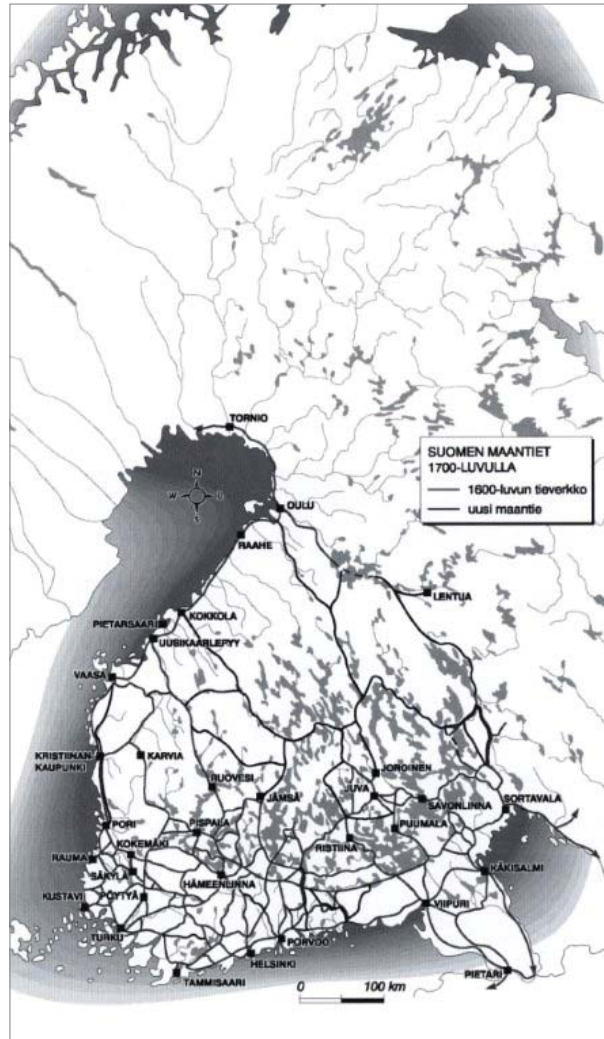 TORNIO
SUOMEN MAANTIET
1700-LUVULLA
1600-luvun tieverkko
uusi maantie
N
W
E
S
OULU
RAAHE
LENTUA
KOKKOLA
PIETARSAARI
UUSIKAARLEPYY
VAASA
KRISTIINAN-
KAUPUNKI
KARVIA
RUOVESI
JÄMSÄ
JOROINEN
JUVA
SAVONLINNA
SORTAVALA
PORI
PISPALA
PUUMALA
RISTIINA
KOKEMÄKI
RAUMA
SÄKYLÄ
HÄMEENLINNA
KÄKISALMI
KUSTAVI
PÖYTYÄ
VIIPURI
TURKU
PORVOO
HELSINKI
TAMMISAARI
PIETARI
0 100 km